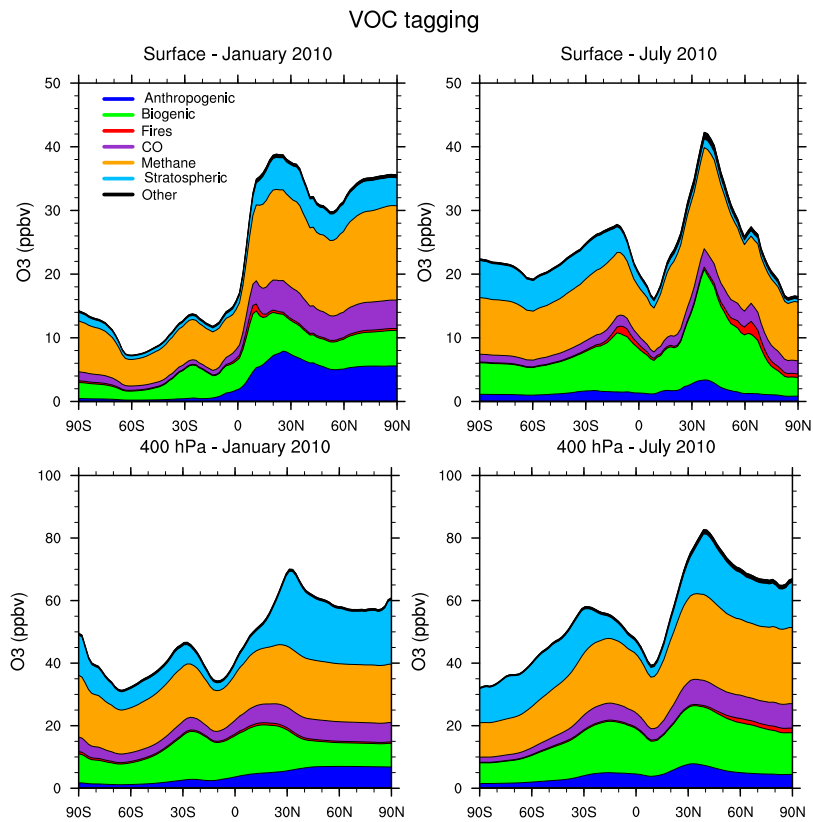 VOC tagging
Surface - January 2010
Surface - July 2010
50
40
30
20
10
0
O3 (ppbv)
Anthropogenic
Biogenic
Fires
CO
Methane
Stratospheric
Other
90S 60S 30S 0 30N 60N 90N
50
40
30
20
10
0
O3 (ppbv)
90S 60S 30S 0 30N 60N 90N
400 hPa - January 2010
400 hPa - July 2010
100
80
60
40
20
0
O3 (ppbv)
90S 60S 30S 0 30N 60N 90N
100
80
60
40
20
0
O3 (ppbv)
90S 60S 30S 0 30N 60N 90N